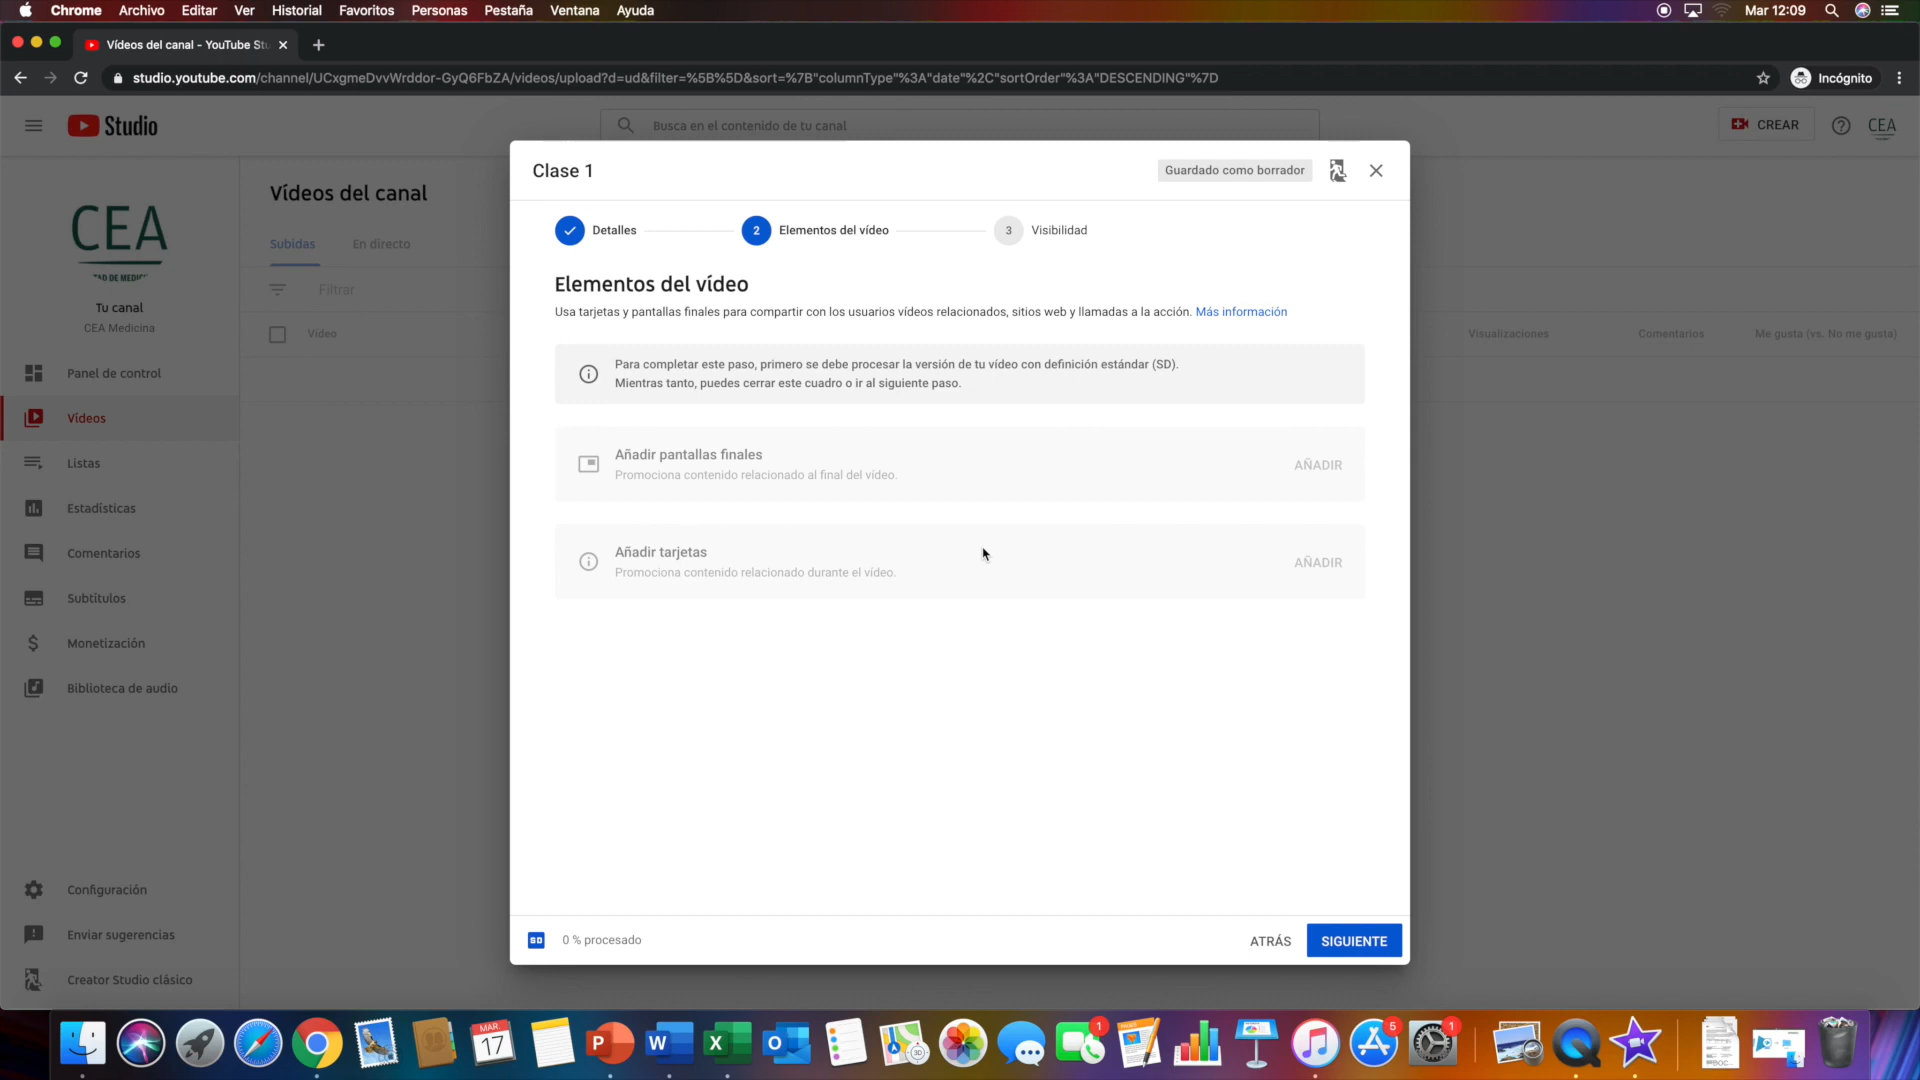 Chrome Archivo Editar Ver Historial Favoritos Personas Pestaña Ventana Ayuda
Mar 12:09
Vídeos del canal - YouTube Stu
studio.youtube.com/channel/UCxgmeDvvWrddor-GyQ6FbZA/videos/upload?d=ud&filter=%5B%5D&sort=%7B"columnType"%3A"date"%2C"sortOrder"%3A"DESCENDING"%7D
Incógnito
Studio
Busca en el contenido de tu canal
CREAR
CEA
CEA
Tu canal
CEA Medicina
Panel de control
Vídeos
Listas
Estadísticas
Comentarios
Subtítulos
Monetización
Biblioteca de audio
Configuración
Enviar sugerencias
Creator Studio clásico
Vídeos del canal
Subidas En directo
Filtrar
Vídeo
Visualizaciones Comentarios Me gusta (vs. No me gusta)
Clase 1
Guardado como borrador
Detalles
2 Elementos del vídeo
3 Visibilidad
Elementos del vídeo
Usa tarjetas y pantallas finales para compartir con los usuarios vídeos relacionados, sitios web y llamadas a la acción. Más información
Para completar este paso, primero se debe procesar la versión de tu vídeo con definición estándar (SD).
Mientras tanto, puedes cerrar este cuadro o ir al siguiente paso.
Añadir pantallas finales
Promociona contenido relacionado al final del vídeo.
AÑADIR
Añadir tarjetas
Promociona contenido relacionado durante el vídeo.
AÑADIR
SD 0 % procesado
ATRÁS SIGUIENTE
MAR.
17
P
W
X
O
3D
1
PAGES
5
1
DOC